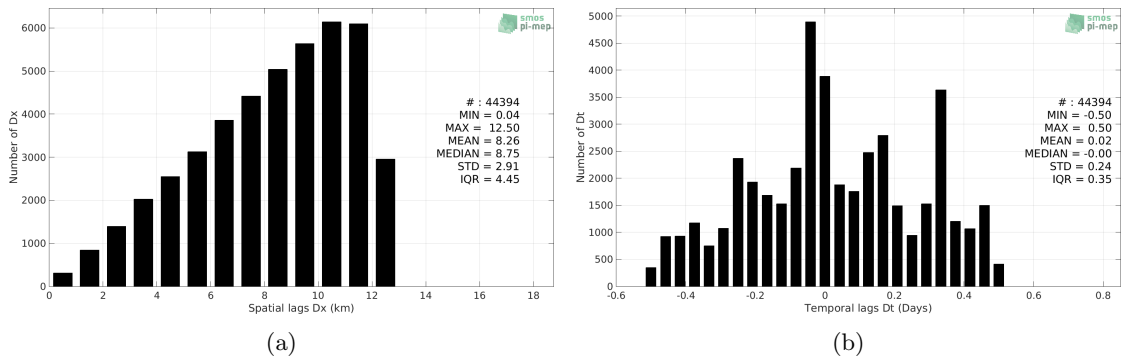 smos
pi-mep
6000
5000
4000
3000
2000
1000
0
Number of Dx
# : 44394
MIN = 0.04
MAX = 12.50
MEAN = 8.26
MEDIAN = 8.75
STD = 2.91
IQR = 4.45
0 2 4 6 8 10 12 14 16 18
Spatial lags Dx (km)
(a)
smos
pi-mep
5000
4500
4000
3500
3000
2500
2000
1500
1000
500
0
Number of Dt
# : 44394
MIN = -0.50
MAX = 0.50
MEAN = 0.02
MEDIAN = -0.00
STD = 0.24
IQR = 0.35
-0.6 -0.4 -0.2 0 0.2 0.4 0.6 0.8
Temporal lags Dt (Days)
(b)